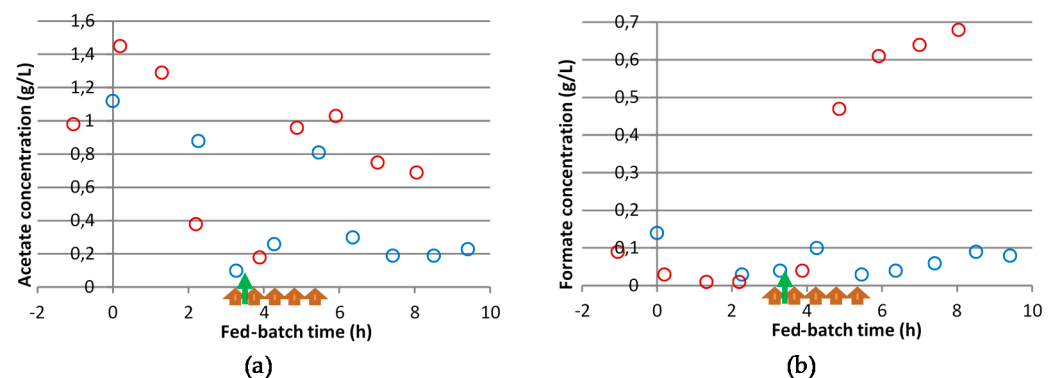 Acetate concentration (g/L)
1,6
1,4
1,2
1
0,8
0,6
0,4
0,2
0
-2 0 2 4 6 8 10
Fed-batch time (h)
(a)
Formate concentration (g/L)
0,7
0,6
0,5
0,4
0,3
0,2
0,1
0
-2 0 2 4 6 8 10
Fed-batch time (h)
(b)